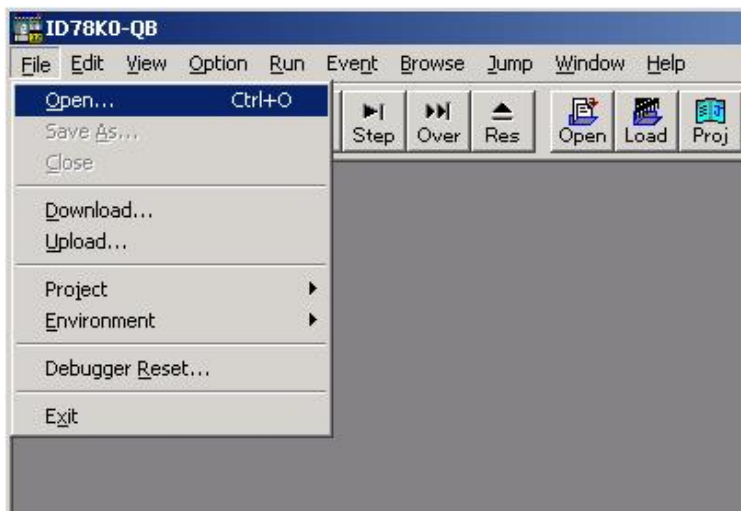 ID78K0-QB
File Edit View Option Run Event Browse Jump Window Help
Open... Ctrl+O
Step Over Res Open Load Proj
Save As...
Close
Download...
Upload...
Project
Environment
Debugger Reset...
Exit